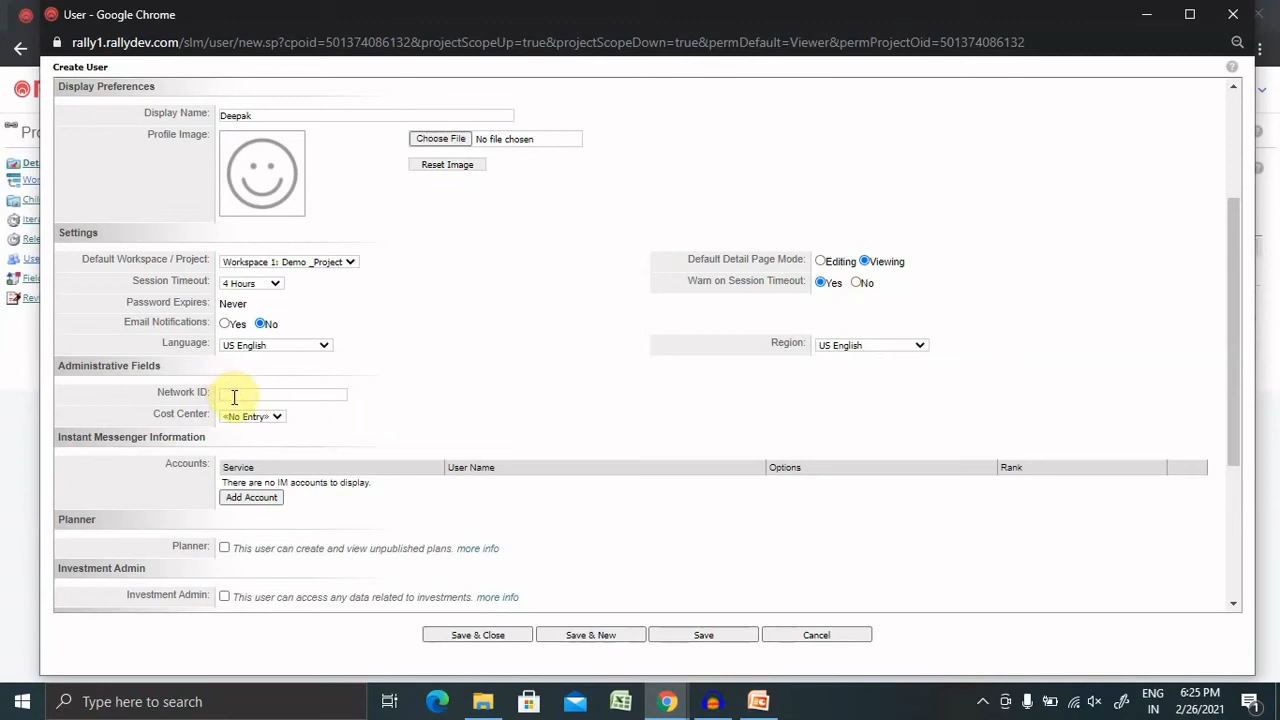 User - Google Chrome
rally1.rallydev.com/slm/user/new.sp?cpoid=501374086132&projectScopeUp=true&projectScopeDown=true&permDefault=Viewer&permProjectOid=501374086132
Create User
Display Preferences
Display Name: Deepak
Profile Image: Choose File No file chosen
Reset Image
Settings
Default Workspace / Project: Workspace 1: Demo _Project Default Detail Page Mode: Editing Viewing
Session Timeout: 4 Hours Warn on Session Timeout: Yes No
Password Expires: Never
Email Notifications: Yes No
Language: US English Region: US English
Administrative Fields
Network ID:
Cost Center: «No Entry»
Instant Messenger Information
Accounts: Service User Name Options Rank
There are no IM accounts to display.
Add Account
Planner
Planner: This user can create and view unpublished plans. more info
Investment Admin
Investment Admin: This user can access any data related to investments. more info
Save & Close Save & New Save Cancel
Type here to search
ENG
IN
6:25 PM
2/26/2021
1